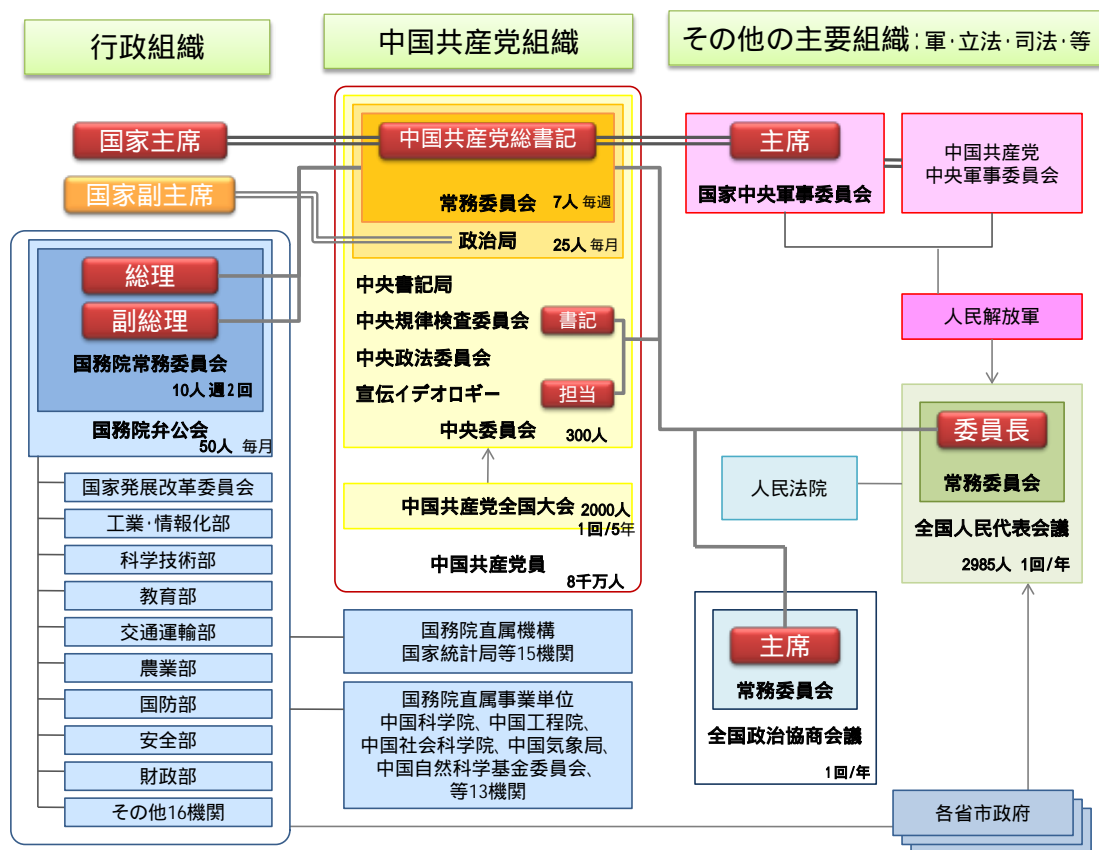 行政組織
中国共産党組織
その他の主要組織:軍・立法・司法・等
国家主席
国家副主席
総理
副総理
国務院常務委員会
10人 週2回
国務院弁公会
50人 毎月
国家発展改革委員会
工業・情報化部
科学技術部
教育部
交通運輸部
農業部
国防部
安全部
財政部
その他16機関
中国共産党総書記
常務委員会 7人 毎週
政治局 25人 毎月
中央書記局
中央規律検査委員会 書記
中央政法委員会
宣伝イデオロギー 担当
中央委員会 300人
中国共産党全国大会 2000人
1回/5年
中国共産党員
8千万人
国務院直属機構
国家統計局等15機関
国務院直属事業単位
中国科学院、中国工程院、
中国社会科学院、中国気象局、
中国自然科学基金委員会、
等13機関
主席
国家中央軍事委員会
中国共産党
中央軍事委員会
人民解放軍
委員長
常務委員会
全国人民代表会議
2985人 1回/年
人民法院
主席
常務委員会
全国政治協商会議
1回/年
各省市政府